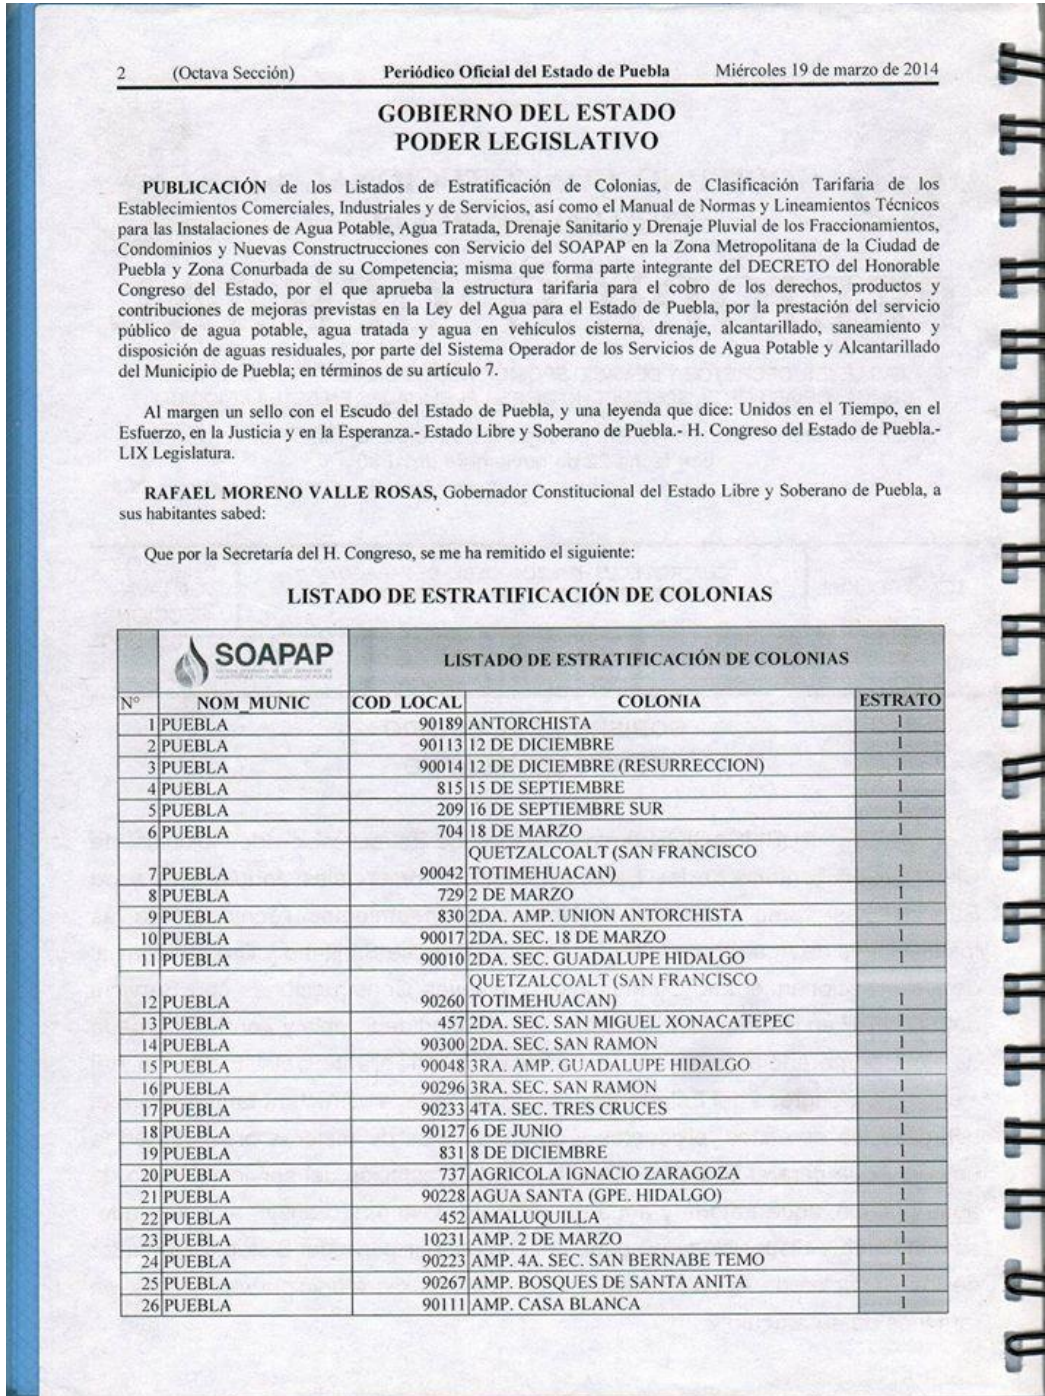 2 (Octava Sección) Periódico Oficial del Estado de Puebla Miércoles 19 de marzo de 2014
GOBIERNO DEL ESTADO
PODER LEGISLATIVO
PUBLICACIÓN de los Listados de Estratificación de Colonias, de Clasificación Tarifaria de los
Establecimientos Comerciales, Industriales y de Servicios, así como el Manual de Normas y Lineamientos Técnicos
para las Instalaciones de Agua Potable, Agua Tratada, Drenaje Sanitario y Drenaje Pluvial de los Fraccionamientos,
Condominios y Nuevas Constructrucciones con Servicio del SOAPAP en la Zona Metropolitana de la Ciudad de
Puebla y Zona Conurbada de su Competencia; misma que forma parte integrante del DECRETO del Honorable
Congreso del Estado, por el que aprueba la estructura tarifaria para el cobro de los derechos, productos y
contribuciones de mejoras previstas en la Ley del Agua para el Estado de Puebla, por la prestación del servicio
público de agua potable, agua tratada y agua en vehículos cisterna, drenaje, alcantarillado, saneamiento y
disposición de aguas residuales, por parte del Sistema Operador de los Servicios de Agua Potable y Alcantarillado
del Municipio de Puebla; en términos de su artículo 7.
Al margen un sello con el Escudo del Estado de Puebla, y una leyenda que dice: Unidos en el Tiempo, en el
Esfuerzo, en la Justicia y en la Esperanza.- Estado Libre y Soberano de Puebla.- H. Congreso del Estado de Puebla.-
LIX Legislatura.
RAFAEL MORENO VALLE ROSAS, Gobernador Constitucional del Estado Libre y Soberano de Puebla, a
sus habitantes sabed:
Que por la Secretaría del H. Congreso, se me ha remitido el siguiente:
LISTADO DE ESTRATIFICACIÓN DE COLONIAS
SOAPAP LISTADO DE ESTRATIFICACIÓN DE COLONIAS
N° NOM_MUNIC COD_LOCAL COLONIA ESTRATO
1 PUEBLA 90189 ANTORCHISTA 1
2 PUEBLA 90113 12 DE DICIEMBRE 1
3 PUEBLA 90014 12 DE DICIEMBRE (RESURRECCION) 1
4 PUEBLA 815 15 DE SEPTIEMBRE 1
5 PUEBLA 209 16 DE SEPTIEMBRE SUR 1
6 PUEBLA 704 18 DE MARZO 1
QUETZALCOALT (SAN FRANCISCO
7 PUEBLA 90042 TOTIMEHUACAN) 1
8 PUEBLA 729 2 DE MARZO 1
9 PUEBLA 830 2DA. AMP. UNION ANTORCHISTA 1
10 PUEBLA 90017 2DA. SEC. 18 DE MARZO 1
11 PUEBLA 90010 2DA. SEC. GUADALUPE HIDALGO 1
QUETZALCOALT (SAN FRANCISCO
12 PUEBLA 90260 TOTIMEHUACAN) 1
13 PUEBLA 457 2DA. SEC. SAN MIGUEL XONACATEPEC 1
14 PUEBLA 90300 2DA. SEC. SAN RAMON 1
15 PUEBLA 90048 3RA. AMP. GUADALUPE HIDALGO 1
16 PUEBLA 90296 3RA. SEC. SAN RAMON 1
17 PUEBLA 90233 4TA. SEC. TRES CRUCES 1
18 PUEBLA 90127 6 DE JUNIO 1
19 PUEBLA 831 8 DE DICIEMBRE 1
20 PUEBLA 737 AGRICOLA IGNACIO ZARAGOZA 1
21 PUEBLA 90228 AGUA SANTA (GPE. HIDALGO) 1
22 PUEBLA 452 AMALUQUILLA 1
23 PUEBLA 10231 AMP. 2 DE MARZO 1
24 PUEBLA 90223 AMP. 4A. SEC. SAN BERNABE TEMO 1
25 PUEBLA 90267 AMP. BOSQUES DE SANTA ANITA 1
26 PUEBLA 90111 AMP. CASA BLANCA 1